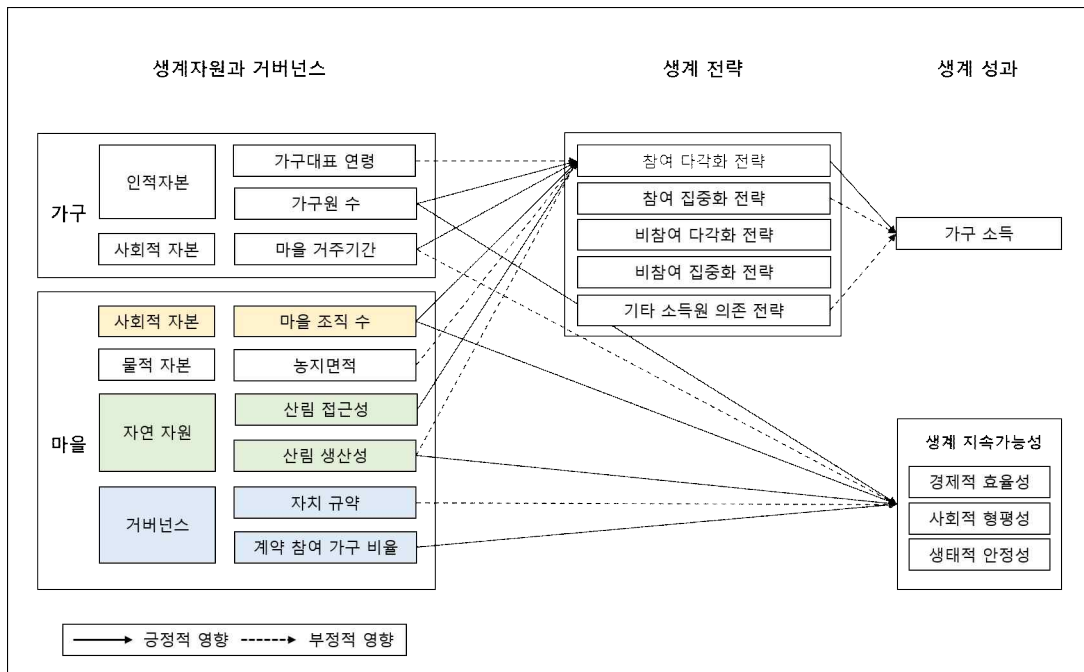 생계자원과 거버넌스
생계 전략
생계 성과
가구
인적자본
가구대표 연령
가구원 수
사회적 자본
마을 거주기간
마을
사회적 자본
마을 조직 수
물적 자본
농지면적
자연 자원
산림 접근성
산림 생산성
거버넌스
자치 규약
계약 참여 가구 비율
참여 다각화 전략
참여 집중화 전략
비참여 다각화 전략
비참여 집중화 전략
기타 소득원 의존 전략
가구 소득
생계 지속가능성
경제적 효율성
사회적 형평성
생태적 안정성
긍정적 영향
부정적 영향